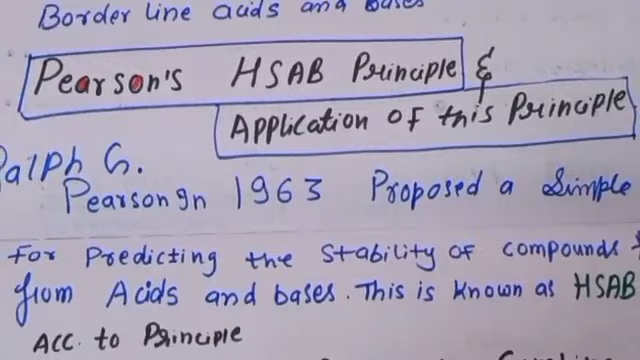 Border line acids and bases
Pearson's HSAB Principle &
Application of this Principle
Ralph G.
Pearson In 1963 Proposed a Simple
For Predicting the Stability of compounds
from Acids and bases. This is known as HSAB
Acc. to Principle